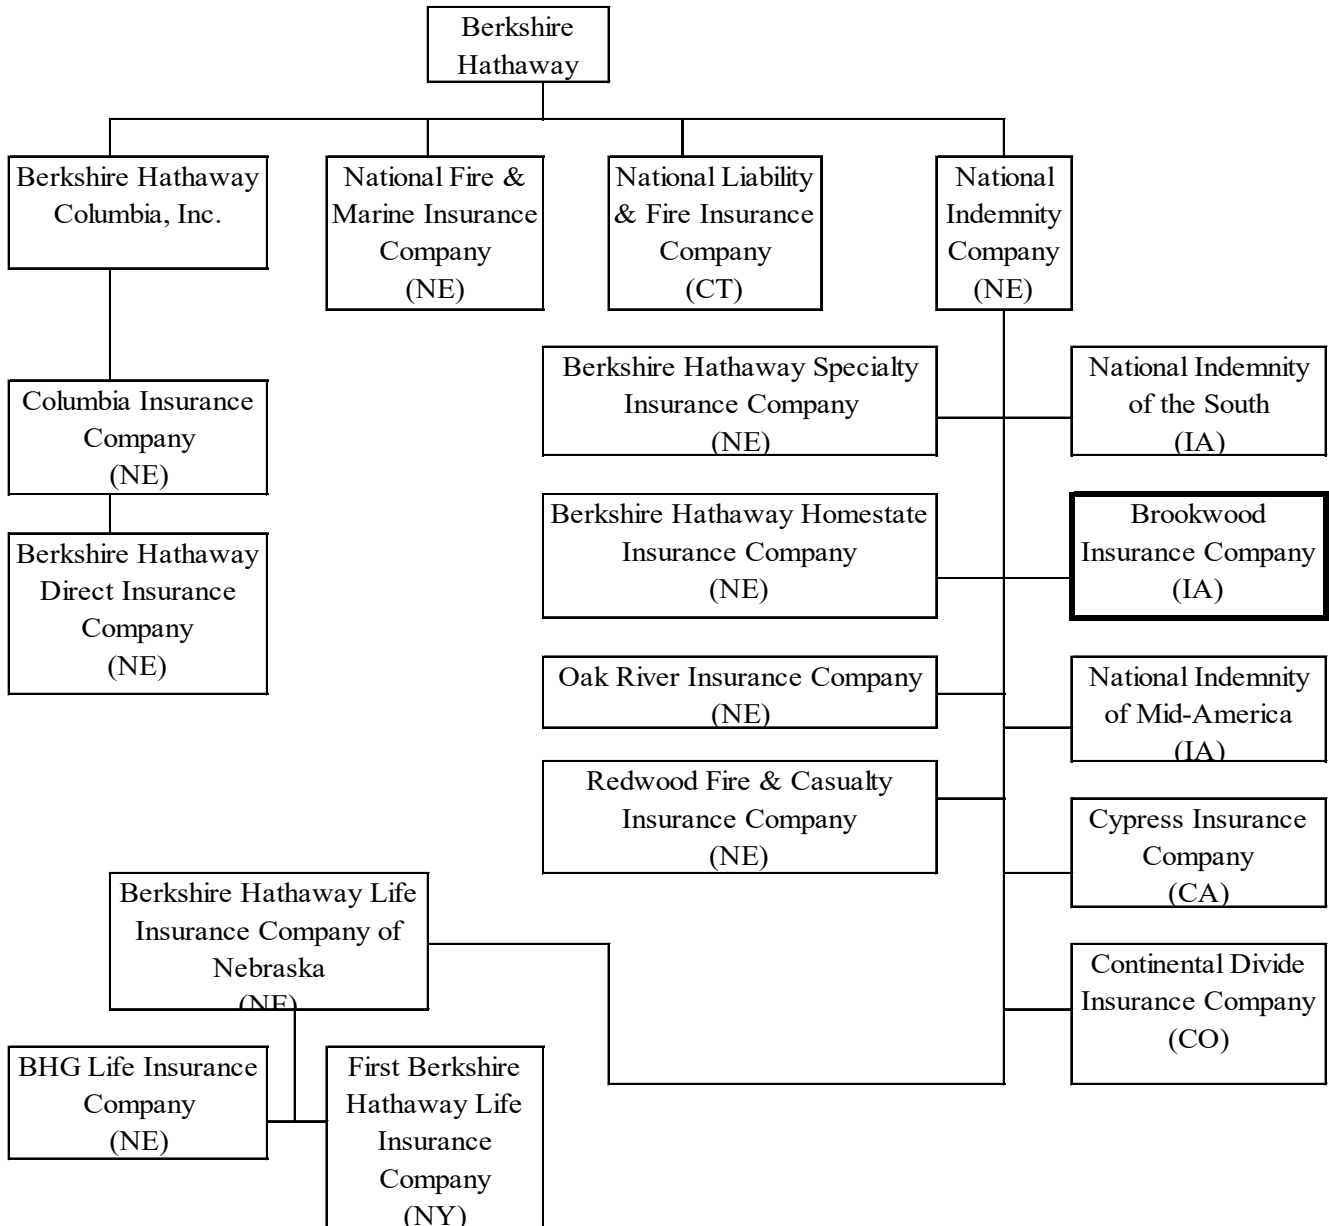 Berkshire
Hathaway
Berkshire Hathaway
Columbia, Inc.
National Fire &
Marine Insurance
Company
(NE)
National Liability
& Fire Insurance
Company
(CT)
National
Indemnity
Company
(NE)
Berkshire Hathaway Specialty
Insurance Company
(NE)
National Indemnity
of the South
(IA)
Columbia Insurance
Company
(NE)
Berkshire Hathaway Homestate
Insurance Company
(NE)
Brookwood
Insurance Company
(IA)
Berkshire Hathaway
Direct Insurance
Company
(NE)
Oak River Insurance Company
(NE)
National Indemnity
of Mid-America
(IA)
Redwood Fire & Casualty
Insurance Company
(NE)
Cypress Insurance
Company
(CA)
Berkshire Hathaway Life
Insurance Company of
Nebraska
(NE)
Continental Divide
Insurance Company
(CO)
BHG Life Insurance
Company
(NE)
First Berkshire
Hathaway Life
Insurance
Company
(NY)